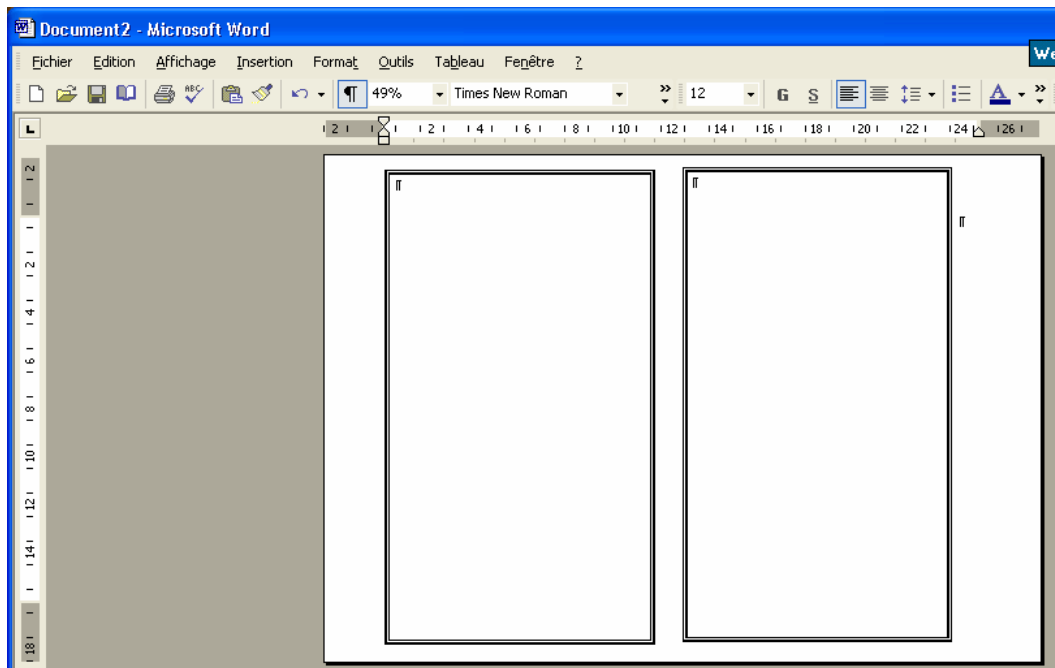 Document2 - Microsoft Word
We
Fichier Edition Affichage Insertion Format Outils Tableau Fenêtre ?
ABC ¶ 49% Times New Roman » 12 G S A »
L 2 2 4 6 8 10 12 14 16 18 20 22 24 26
2
¶ ¶
¶
2
4
6
8
10
12
14
18